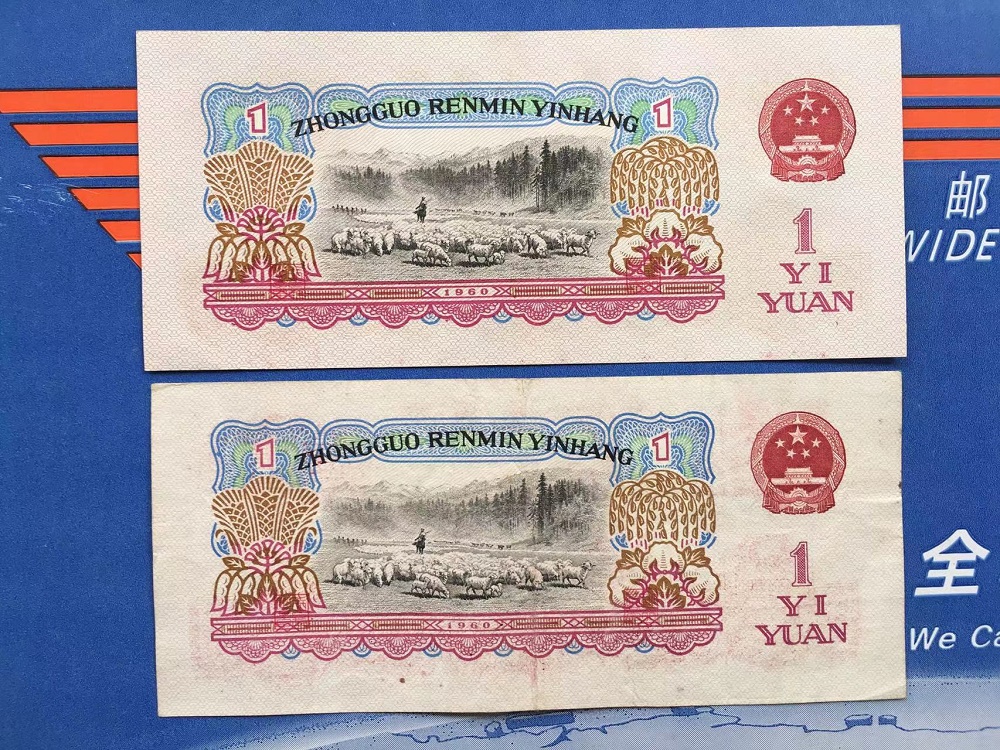 1 ZHONGGUO RENMIN YINHANG 1
1
YI
YUAN
1960
邮
WIDE
1 ZHONGGUO RENMIN YINHANG 1
1
YI
YUAN
1960
全
We Ca